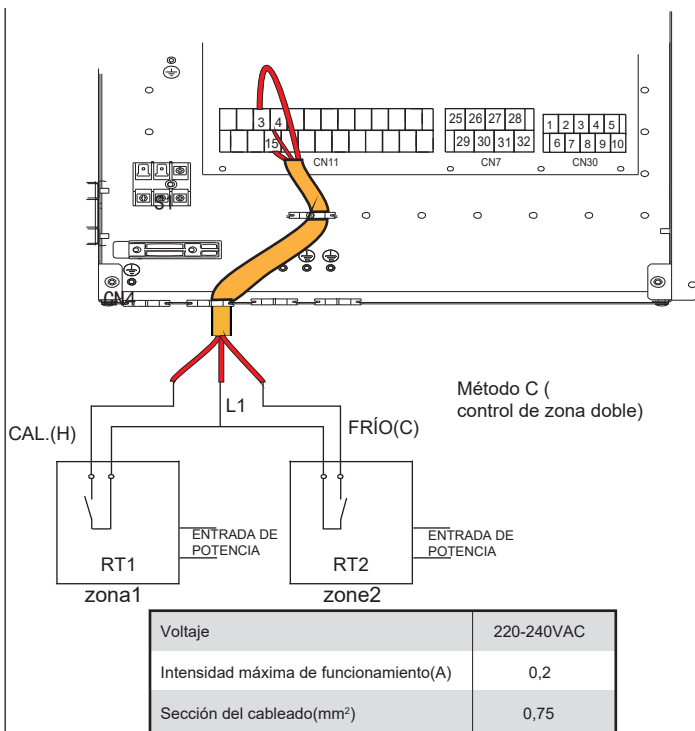 3 4
15
CN11
25 26 27 28
29 30 31 32
CN7
1 2 3 4 5
6 7 8 9 10
CN30
S1
CN4
Método C (
control de zona doble)
CAL.(H)
L1
FRÍO(C)
RT1
ENTRADA DE
POTENCIA
zona1
RT2
ENTRADA DE
POTENCIA
zone2
Voltaje 220-240VAC
Intensidad máxima de funcionamiento(A) 0,2
Sección del cableado(mm²) 0,75